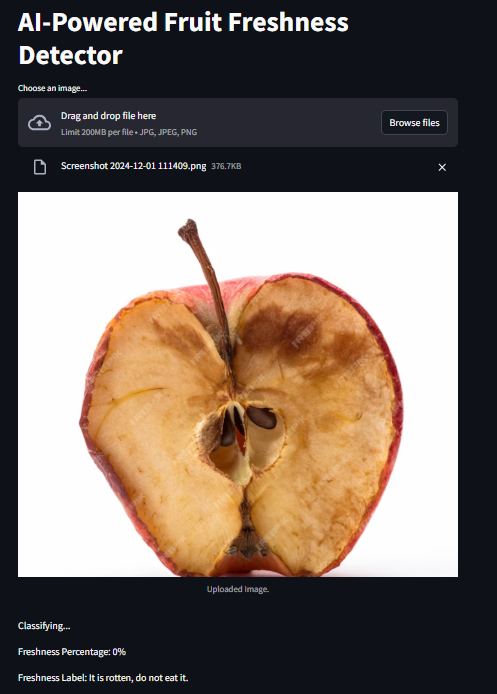 AI-Powered Fruit Freshness
Detector
Choose an image...
Drag and drop file here
Limit 200MB per file • JPG, JPEG, PNG
Browse files
Screenshot 2024-12-01 111409.png 376.7KB
Uploaded Image.
Classifying...
Freshness Percentage: 0%
Freshness Label: It is rotten, do not eat it.